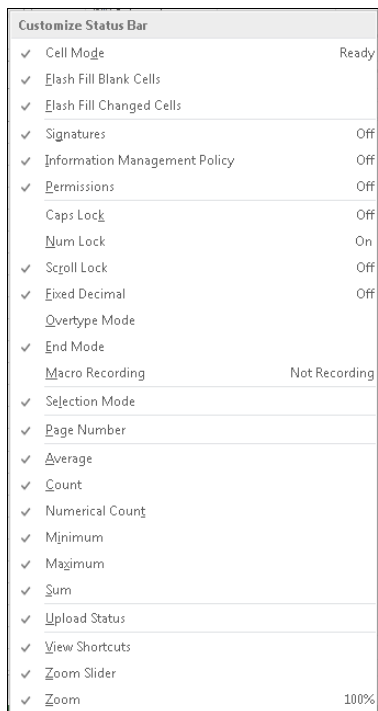 Customize Status Bar
Cell Mode Ready
Flash Fill Blank Cells
Flash Fill Changed Cells
Signatures Off
Information Management Policy Off
Permissions Off
Caps Lock Off
Num Lock On
Scroll Lock Off
Fixed Decimal Off
Overtype Mode
End Mode
Macro Recording Not Recording
Selection Mode
Page Number
Average
Count
Numerical Count
Minimum
Maximum
Sum
Upload Status
View Shortcuts
Zoom Slider
Zoom 100%